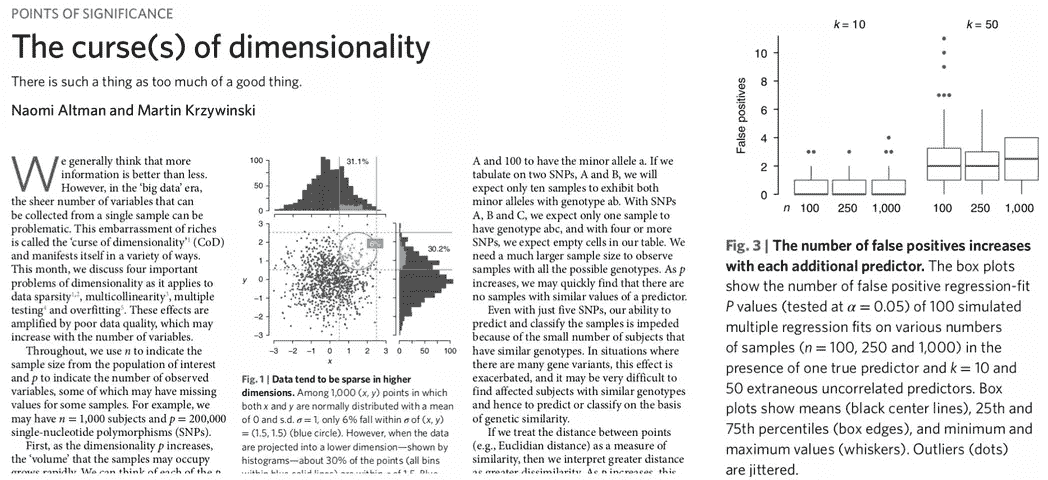 POINTS OF SIGNIFICANCE
The curse(s) of dimensionality
There is such a thing as too much of a good thing.
Naomi Altman and Martin Krzywinski
We generally think that more
information is better than less.
However, in the ‘big data’ era,
the sheer number of variables that can
be collected from a single sample can be
problematic. This embarrassment of riches
is called the ‘curse of dimensionality’¹ (CoD)
and manifests itself in a variety of ways.
This month, we discuss four important
problems of dimensionality as it applies to
data sparsity¹,², multicollinearity³, multiple
testing⁴ and overfitting⁵. These effects are
amplified by poor data quality, which may
increase with the number of variables.
Throughout, we use n to indicate the
sample size from the population of interest
and p to indicate the number of observed
variables, some of which may have missing
values for some samples. For example, we
may have n = 1,000 subjects and p = 200,000
single-nucleotide polymorphisms (SNPs).
First, as the dimensionality p increases,
the ‘volume’ that the samples may occupy
grows rapidly. We can think of each of the n
100
50
0
31.1%
3
2
1
0
−1
−2
−3
y
6%
30.2%
−3 −2 −1 0 1 2 3
x
0 50 100
Fig. 1 | Data tend to be sparse in higher
dimensions. Among 1,000 (x, y) points in which
both x and y are normally distributed with a mean
of 0 and s.d. σ = 1, only 6% fall within σ of (x, y)
= (1.5, 1.5) (blue circle). However, when the data
are projected into a lower dimension—shown by
histograms—about 30% of the points (all bins
within blue solid lines) are within σ of 1.5. Blue
A and 100 to have the minor allele a. If we
tabulate on two SNPs, A and B, we will
expect only ten samples to exhibit both
minor alleles with genotype ab. With SNPs
A, B and C, we expect only one sample to
have genotype abc, and with four or more
SNPs, we expect empty cells in our table. We
need a much larger sample size to observe
samples with all the possible genotypes. As p
increases, we may quickly find that there are
no samples with similar values of a predictor.
Even with just five SNPs, our ability to
predict and classify the samples is impeded
because of the small number of subjects that
have similar genotypes. In situations where
there are many gene variants, this effect is
exacerbated, and it may be very difficult to
find affected subjects with similar genotypes
and hence to predict or classify on the basis
of genetic similarity.
If we treat the distance between points
(e.g., Euclidian distance) as a measure of
similarity, then we interpret greater distance
as greater dissimilarity. As p increases, this
k = 10 k = 50
False positives
10
8
6
4
2
0
n 100 250 1,000 100 250 1,000
Fig. 3 | The number of false positives increases
with each additional predictor. The box plots
show the number of false positive regression-fit
P values (tested at α = 0.05) of 100 simulated
multiple regression fits on various numbers
of samples (n = 100, 250 and 1,000) in the
presence of one true predictor and k = 10 and
50 extraneous uncorrelated predictors. Box
plots show means (black center lines), 25th and
75th percentiles (box edges), and minimum and
maximum values (whiskers). Outliers (dots)
are jittered.